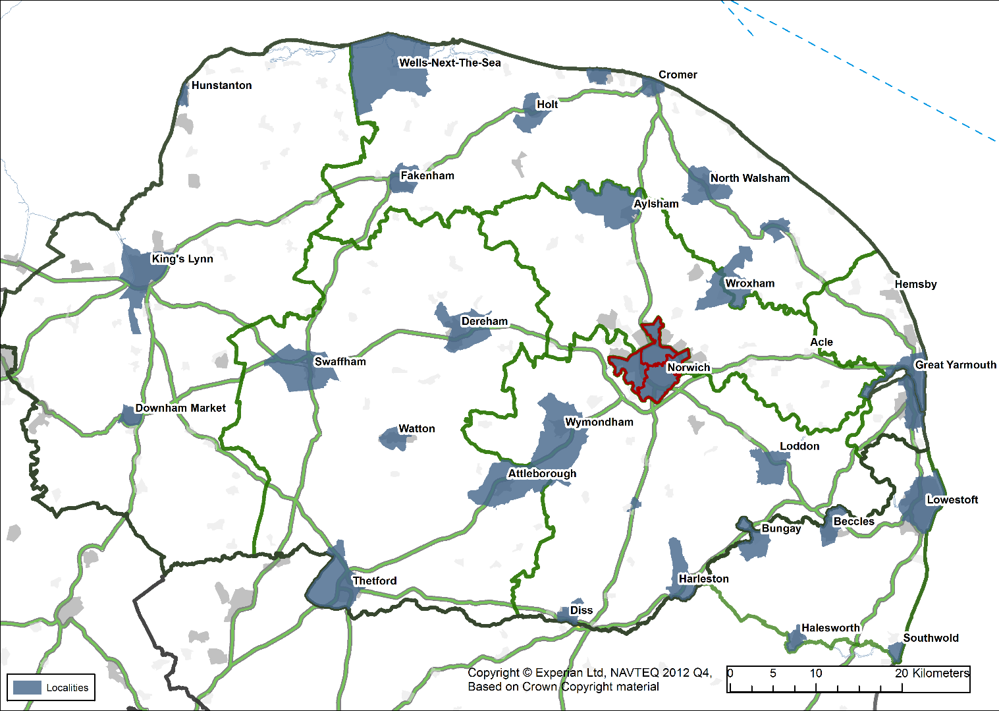 Wells-Next-The-Sea
Cromer
Hunstanton
Holt
Fakenham
North Walsham
Aylsham
King's Lynn
Wroxham
Hemsby
Dereham
Acle
Swaffham
Norwich
Great Yarmouth
Downham Market
Wymondham
Watton
Loddon
Attleborough
Lowestoft
Beccles
Bungay
Thetford
Harleston
Diss
Halesworth
Southwold
Copyright © Experian Ltd, NAVTEQ 2012 Q4,
Based on Crown Copyright material
0 5 10 20 Kilometers
Localities